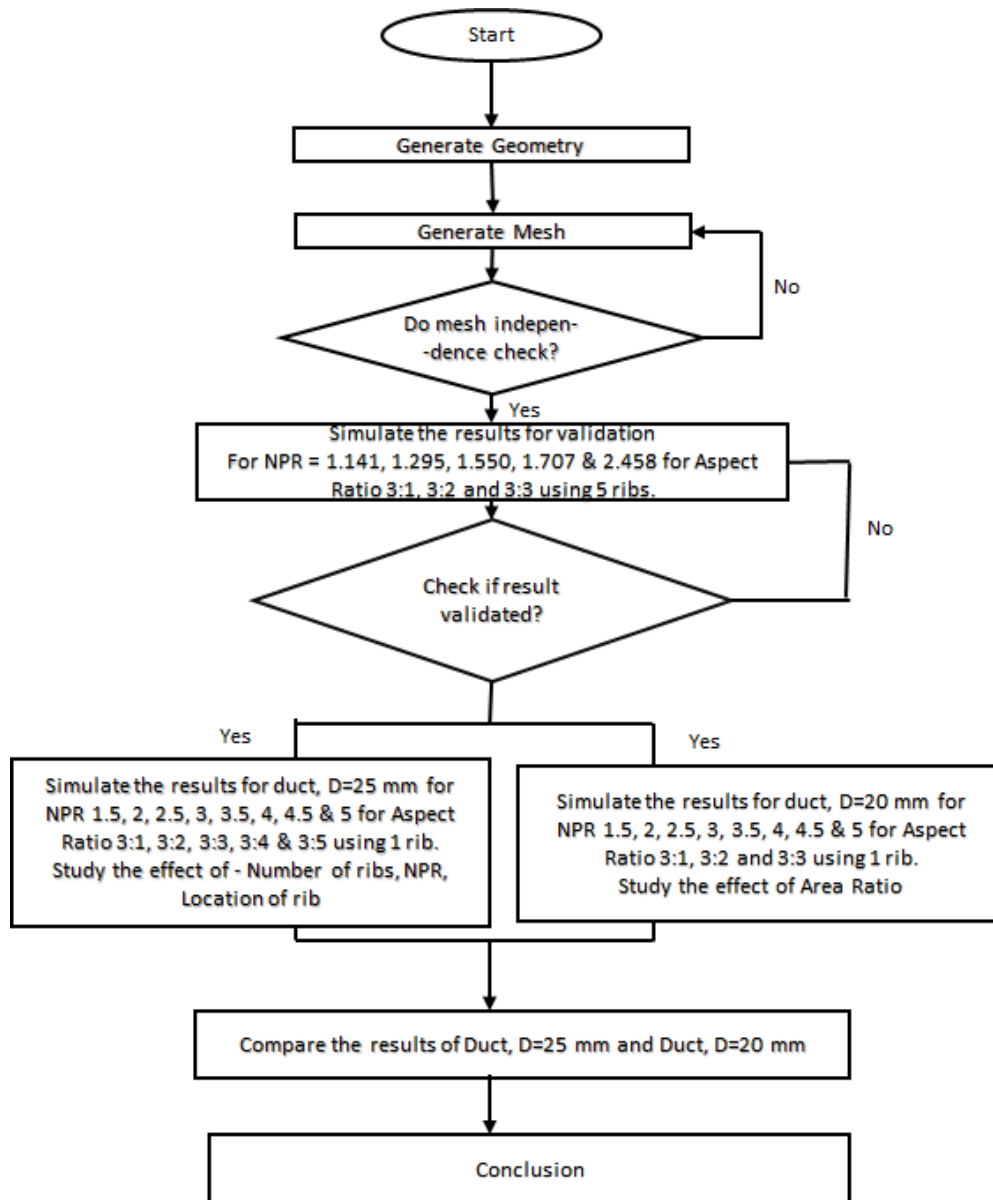 Start
Generate Geometry
Generate Mesh
No
Do mesh indepen-
-dence check?
Yes
Simulate the results for validation
For NPR = 1.141, 1.295, 1.550, 1.707 & 2.458 for Aspect
Ratio 3:1, 3:2 and 3:3 using 5 ribs.
No
Check if result
validated?
Yes
Simulate the results for duct, D=25 mm for
NPR 1.5, 2, 2.5, 3, 3.5, 4, 4.5 & 5 for Aspect
Ratio 3:1, 3:2, 3:3, 3:4 & 3:5 using 1 rib.
Study the effect of - Number of ribs, NPR,
Location of rib
Yes
Simulate the results for duct, D=20 mm for
NPR 1.5, 2, 2.5, 3, 3.5, 4, 4.5 & 5 for Aspect
Ratio 3:1, 3:2 and 3:3 using 1 rib.
Study the effect of Area Ratio
Compare the results of Duct, D=25 mm and Duct, D=20 mm
Conclusion